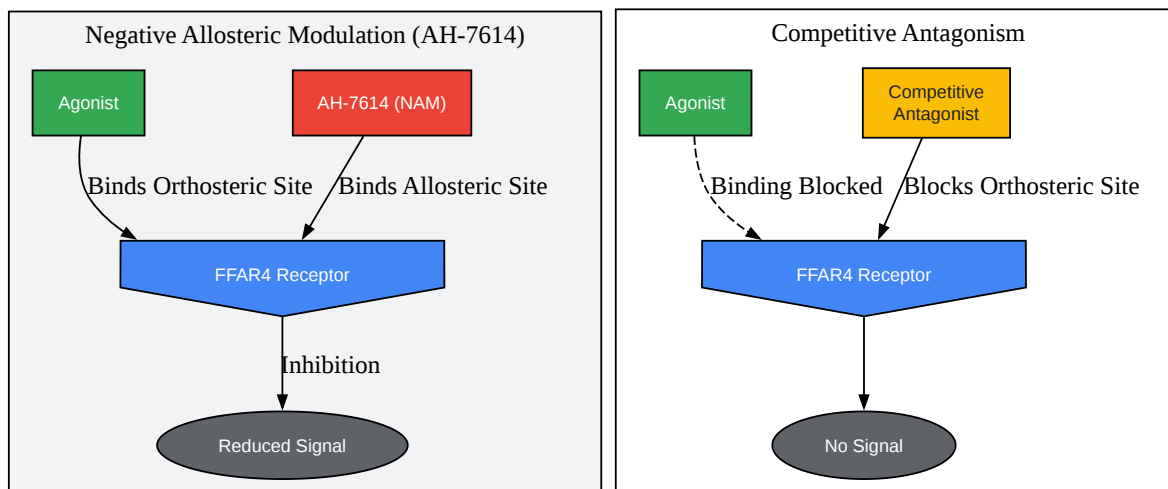 Negative Allosteric Modulation (AH-7614)
Agonist
AH-7614 (NAM)
Binds Orthosteric Site
Binds Allosteric Site
FFAR4 Receptor
Inhibition
Reduced Signal
Competitive Antagonism
Agonist
Competitive
Antagonist
Binding Blocked
Blocks Orthosteric Site
FFAR4 Receptor
No Signal